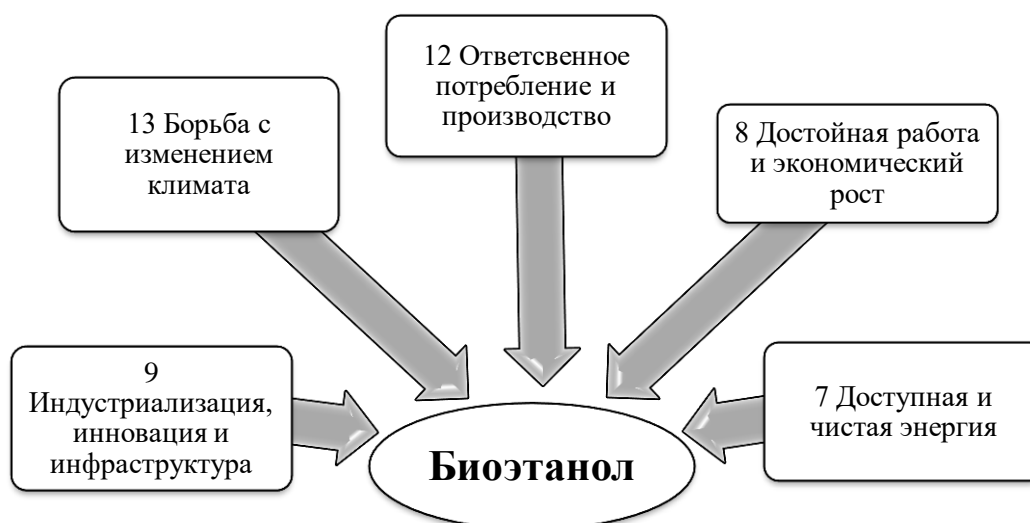 12 Ответсвенное
потребление и
производство
13 Борьба с
изменением
климата
8 Достойная работа
и экономический
рост
9
Индустриализация,
инновация и
инфраструктура
7 Доступная и
чистая энергия
Биоэтанол